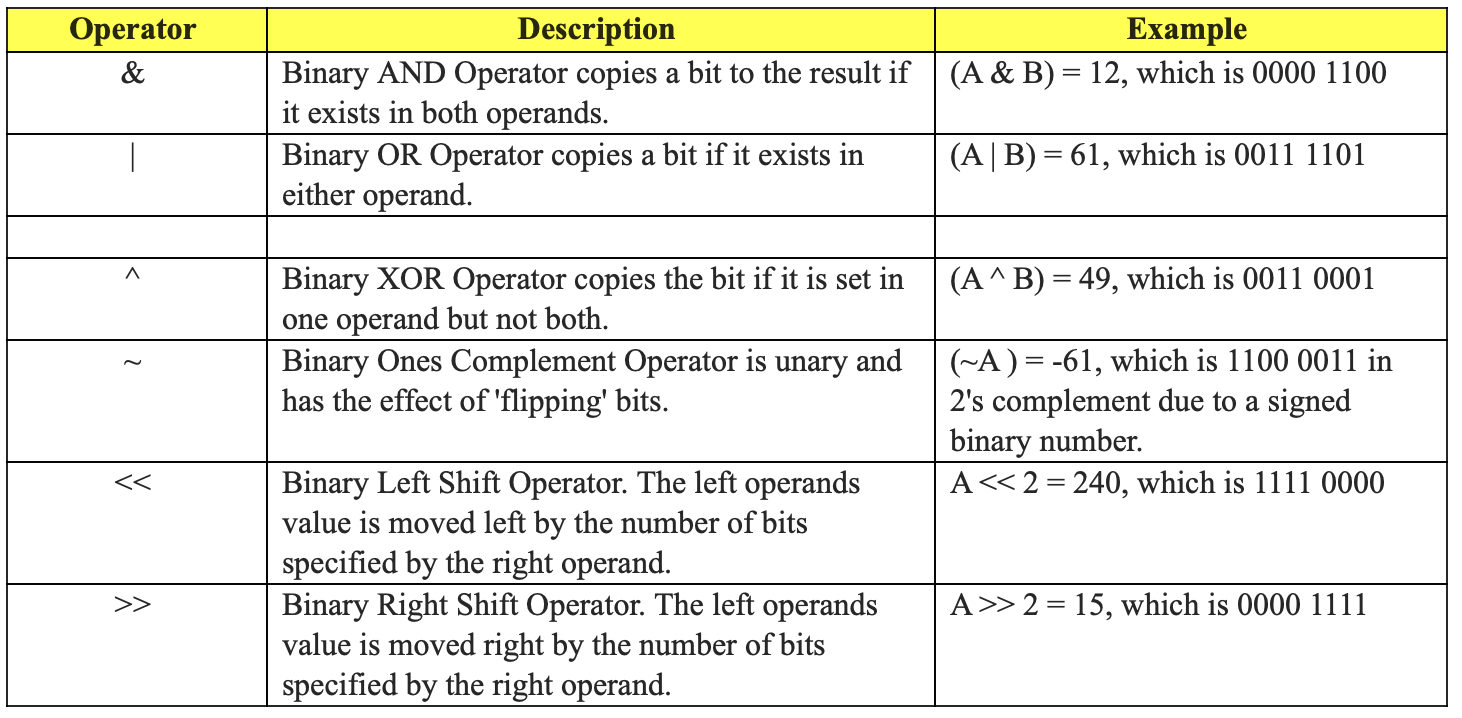 Operator Description Example
& Binary AND Operator copies a bit to the result if (A & B) = 12, which is 0000 1100
it exists in both operands.
| Binary OR Operator copies a bit if it exists in (A | B) = 61, which is 0011 1101
either operand.
^ Binary XOR Operator copies the bit if it is set in (A ^ B) = 49, which is 0011 0001
one operand but not both.
~ Binary Ones Complement Operator is unary and (~A ) = -61, which is 1100 0011 in
has the effect of 'flipping' bits. 2's complement due to a signed
binary number.
<< Binary Left Shift Operator. The left operands A << 2 = 240, which is 1111 0000
value is moved left by the number of bits
specified by the right operand.
>> Binary Right Shift Operator. The left operands A >> 2 = 15, which is 0000 1111
value is moved right by the number of bits
specified by the right operand.